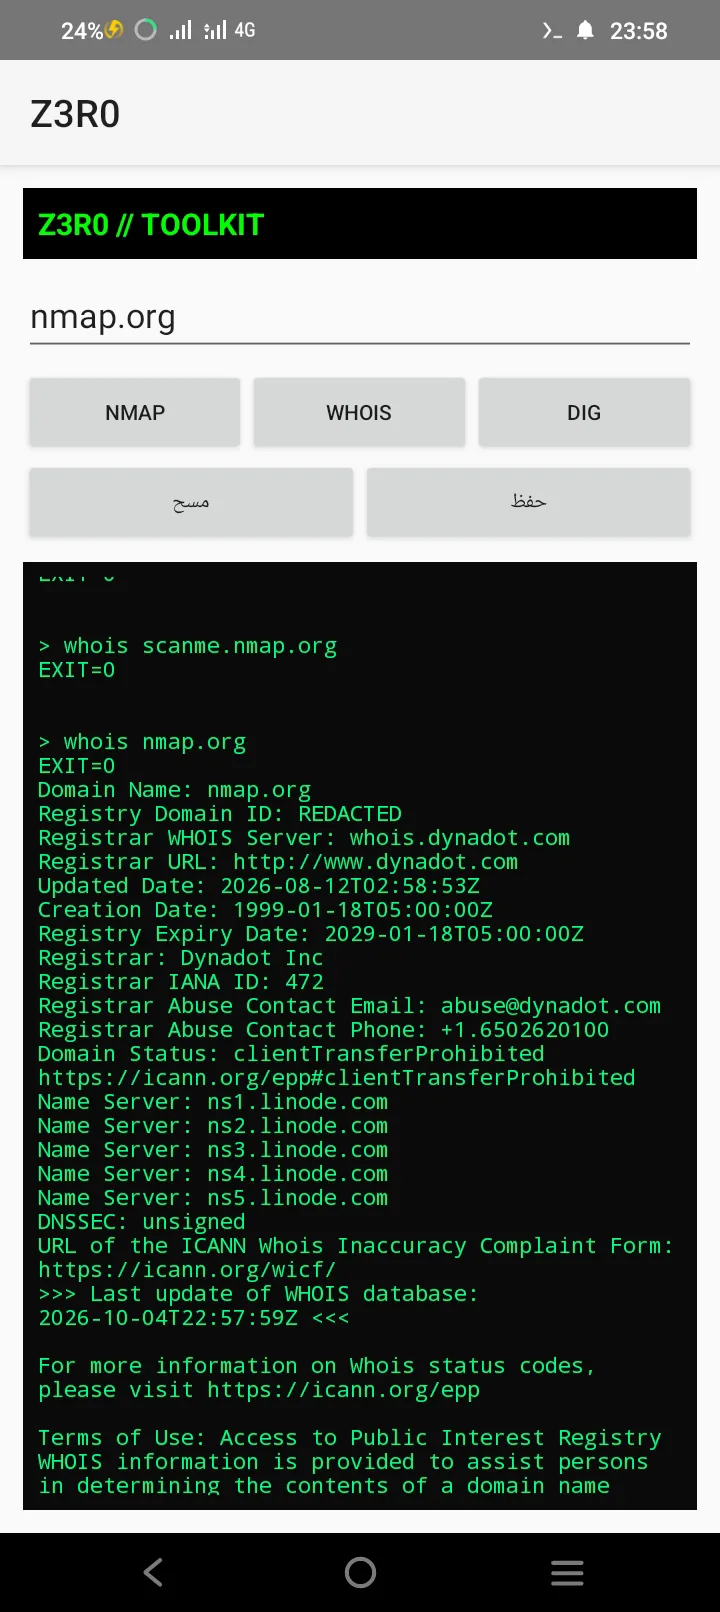 24% 4G 23:58
Z3R0
Z3R0 // TOOLKIT
nmap.org
NMAP WHOIS DIG
مسح حفظ
EXIT=0
> whois scanme.nmap.org
EXIT=0
> whois nmap.org
EXIT=0
Domain Name: nmap.org
Registry Domain ID: REDACTED
Registrar WHOIS Server: whois.dynadot.com
Registrar URL: http://www.dynadot.com
Updated Date: 2026-08-12T02:58:53Z
Creation Date: 1999-01-18T05:00:00Z
Registry Expiry Date: 2029-01-18T05:00:00Z
Registrar: Dynadot Inc
Registrar IANA ID: 472
Registrar Abuse Contact Email: abuse@dynadot.com
Registrar Abuse Contact Phone: +1.6502620100
Domain Status: clientTransferProhibited
https://icann.org/epp#clientTransferProhibited
Name Server: ns1.linode.com
Name Server: ns2.linode.com
Name Server: ns3.linode.com
Name Server: ns4.linode.com
Name Server: ns5.linode.com
DNSSEC: unsigned
URL of the ICANN Whois Inaccuracy Complaint Form:
https://icann.org/wicf/
>>> Last update of WHOIS database:
2026-10-04T22:57:59Z <<<
For more information on Whois status codes,
please visit https://icann.org/epp
Terms of Use: Access to Public Interest Registry
WHOIS information is provided to assist persons
in determining the contents of a domain name